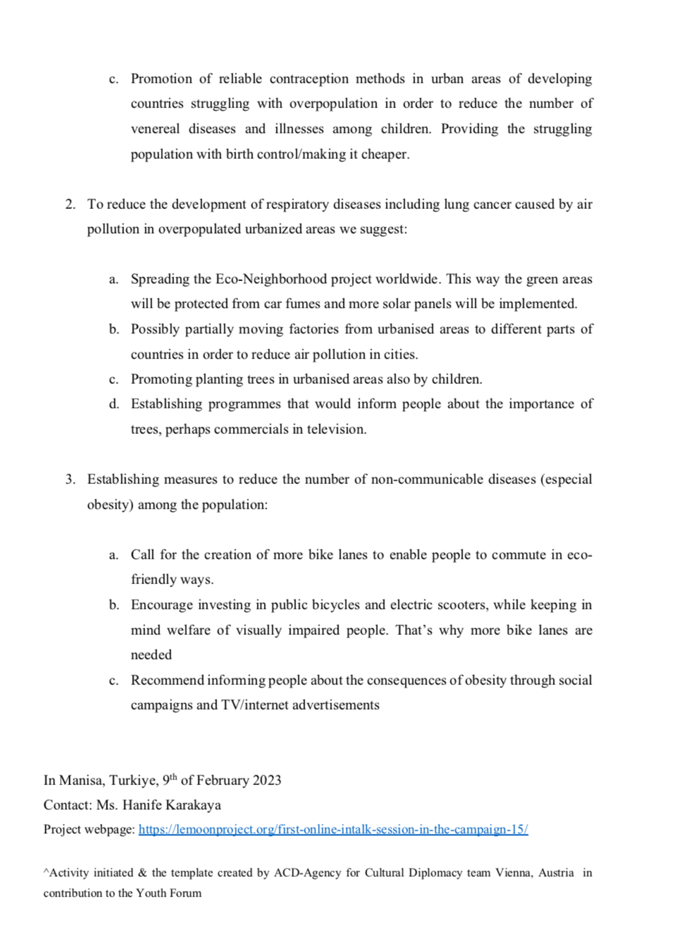 c. Promotion of reliable contraception methods in urban areas of developing
countries struggling with overpopulation in order to reduce the number of
venereal diseases and illnesses among children. Providing the struggling
population with birth control/making it cheaper.
2. To reduce the development of respiratory diseases including lung cancer caused by air
pollution in overpopulated urbanized areas we suggest:
a. Spreading the Eco-Neighborhood project worldwide. This way the green areas
will be protected from car fumes and more solar panels will be implemented.
b. Possibly partially moving factories from urbanised areas to different parts of
countries in order to reduce air pollution in cities.
c. Promoting planting trees in urbanised areas also by children.
d. Establishing programmes that would inform people about the importance of
trees, perhaps commercials in television.
3. Establishing measures to reduce the number of non-communicable diseases (especial
obesity) among the population:
a. Call for the creation of more bike lanes to enable people to commute in eco-
friendly ways.
b. Encourage investing in public bicycles and electric scooters, while keeping in
mind welfare of visually impaired people. That’s why more bike lanes are
needed
c. Recommend informing people about the consequences of obesity through social
campaigns and TV/internet advertisements
In Manisa, Turkiye, 9th of February 2023
Contact: Ms. Hanife Karakaya
Project webpage: https://lemoonproject.org/first-online-intalk-session-in-the-campaign-15/
^Activity initiated & the template created by ACD-Agency for Cultural Diplomacy team Vienna, Austria in
contribution to the Youth Forum